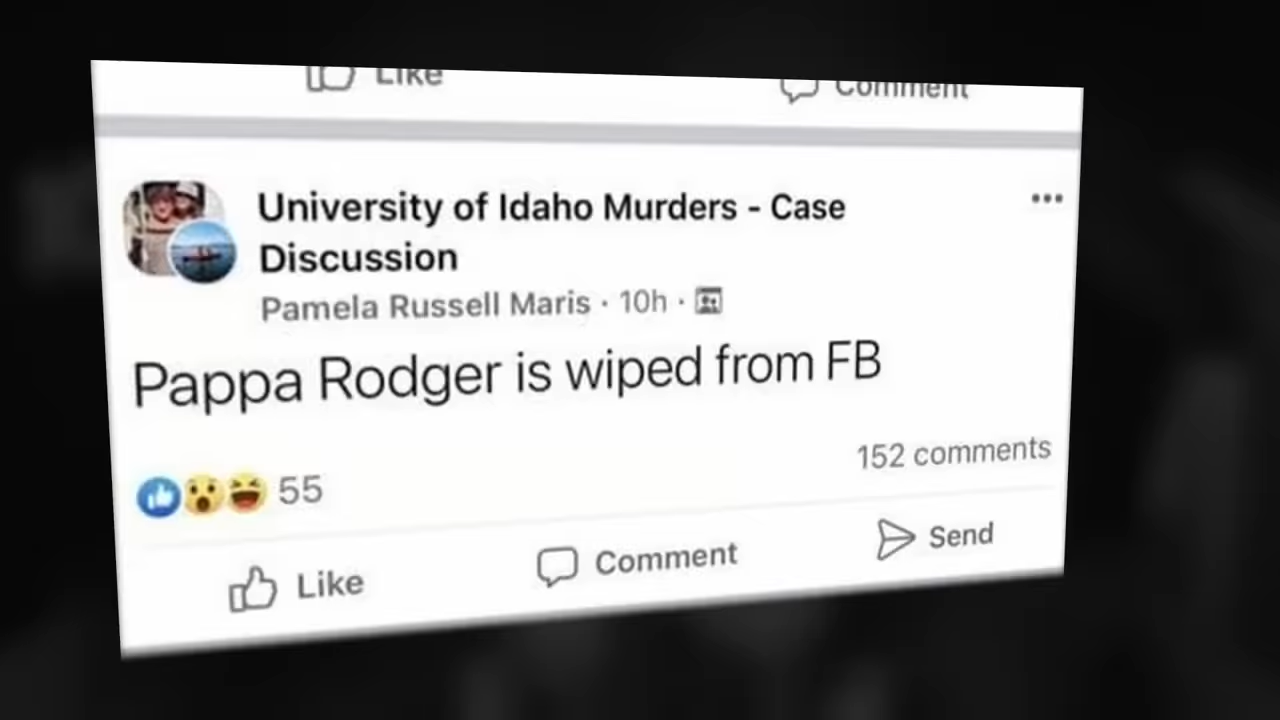 Like Comment
University of Idaho Murders - Case
Discussion
Pamela Russell Maris · 10h ·
Pappa Rodger is wiped from FB
55
152 comments
Like Comment Send